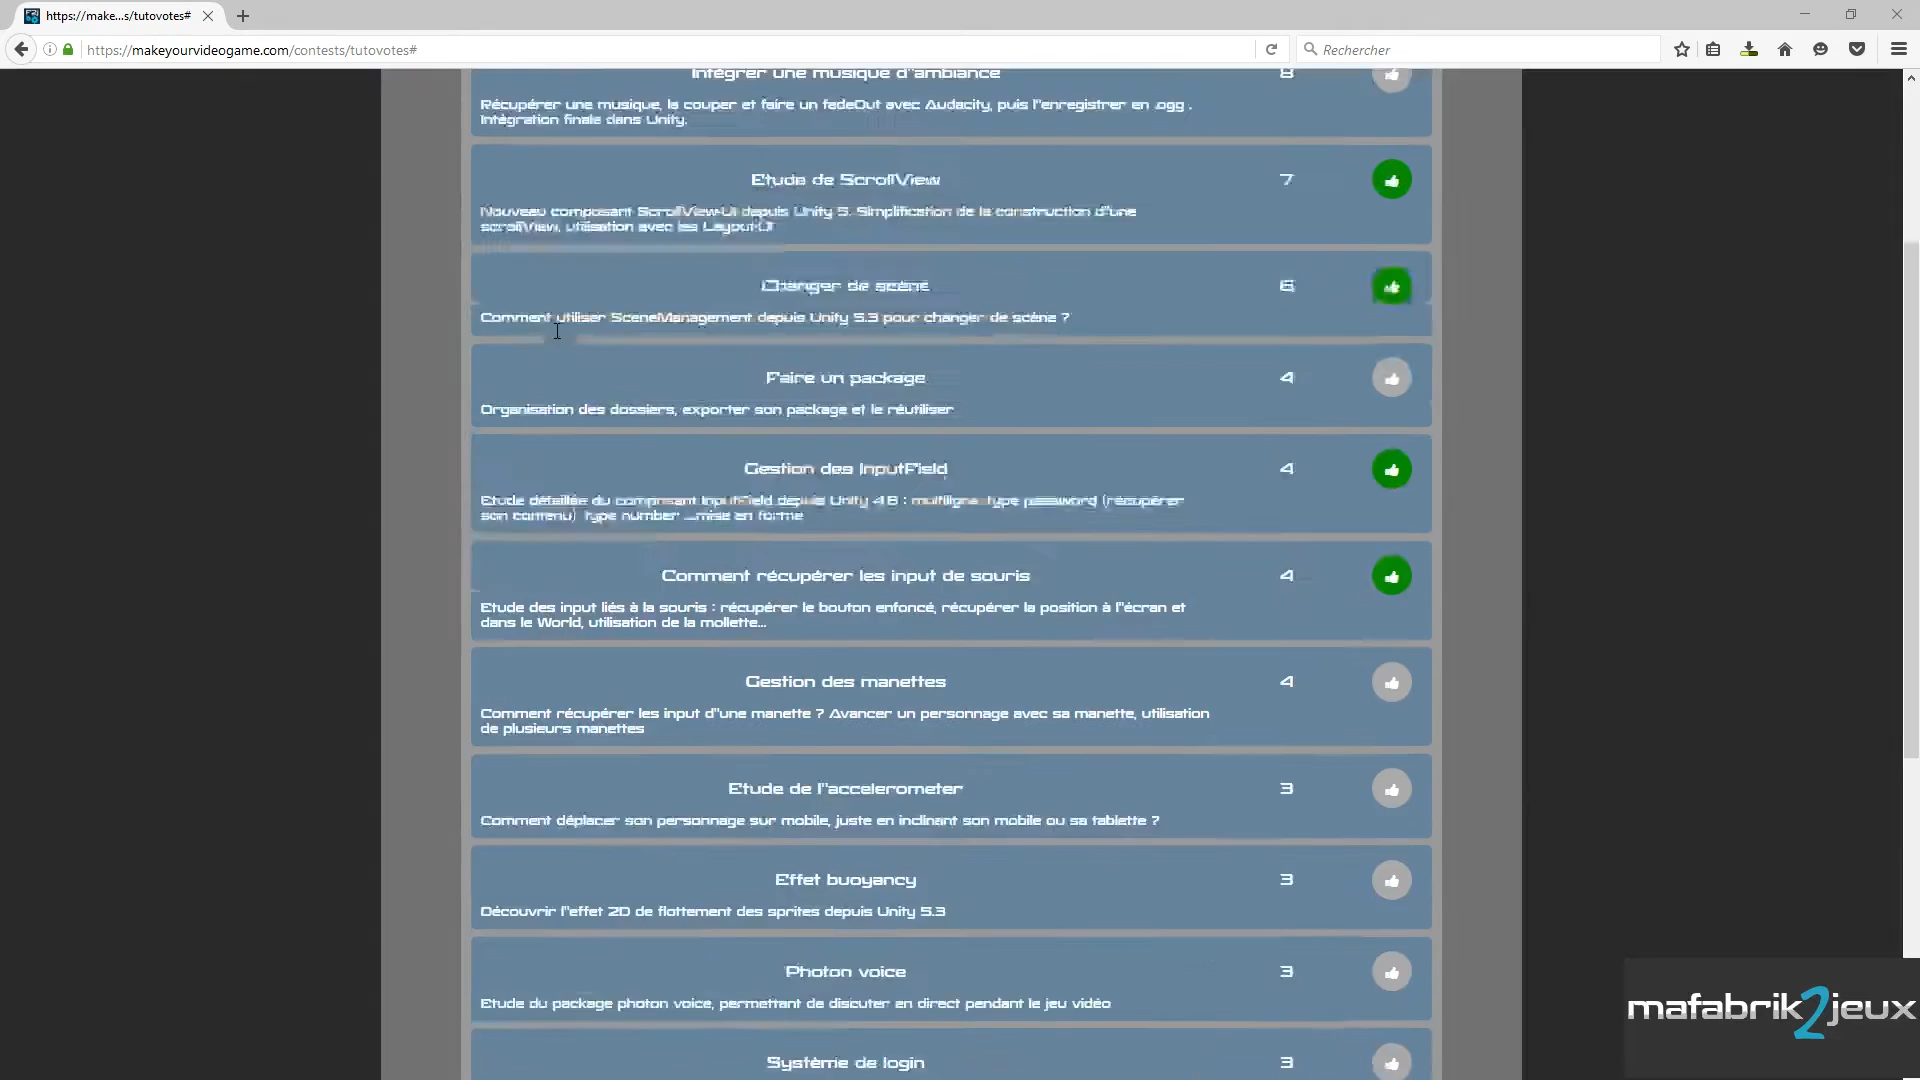 https://make...s/tutovotes#
https://makeyourvideogame.com/contests/tutovotes#
Rechercher
Intégrer une musique d''ambiance 8
Récupérer une musique, la couper et faire un fadeOut avec Audacity, puis l''enregistrer en .ogg .
Intégration finale dans Unity.
Etude de ScrollView 7
Nouveau composant ScrollView-UI depuis Unity 5. Simplification de la construction d''une
scrollView, utilisation avec les Layout-UI
Changer de scène 6
Comment utiliser SceneManagement depuis Unity 5.3 pour changer de scène ?
Faire un package 4
Organisation des dossiers, exporter son package et le réutiliser
Gestion des InputField 4
Etude détaillée du composant InputField depuis Unity 4.6 : multiligne, type password (récupérer
son contenu), type number ...mise en forme
Comment récupérer les input de souris 4
Etude des input liés à la souris : récupérer le bouton enfoncé, récupérer la position à l''écran et
dans le World, utilisation de la mollette...
Gestion des manettes 4
Comment récupérer les input d''une manette ? Avancer un personnage avec sa manette, utilisation
de plusieurs manettes
Etude de l''accelerometer 3
Comment déplacer son personnage sur mobile, juste en inclinant son mobile ou sa tablette ?
Effet buoyancy 3
Découvrir l''effet 2D de flottement des sprites depuis Unity 5.3
Photon voice 3
Etude du package photon voice, permettant de discuter en direct pendant le jeu vidéo
Système de login 3
mafabrik2jeux